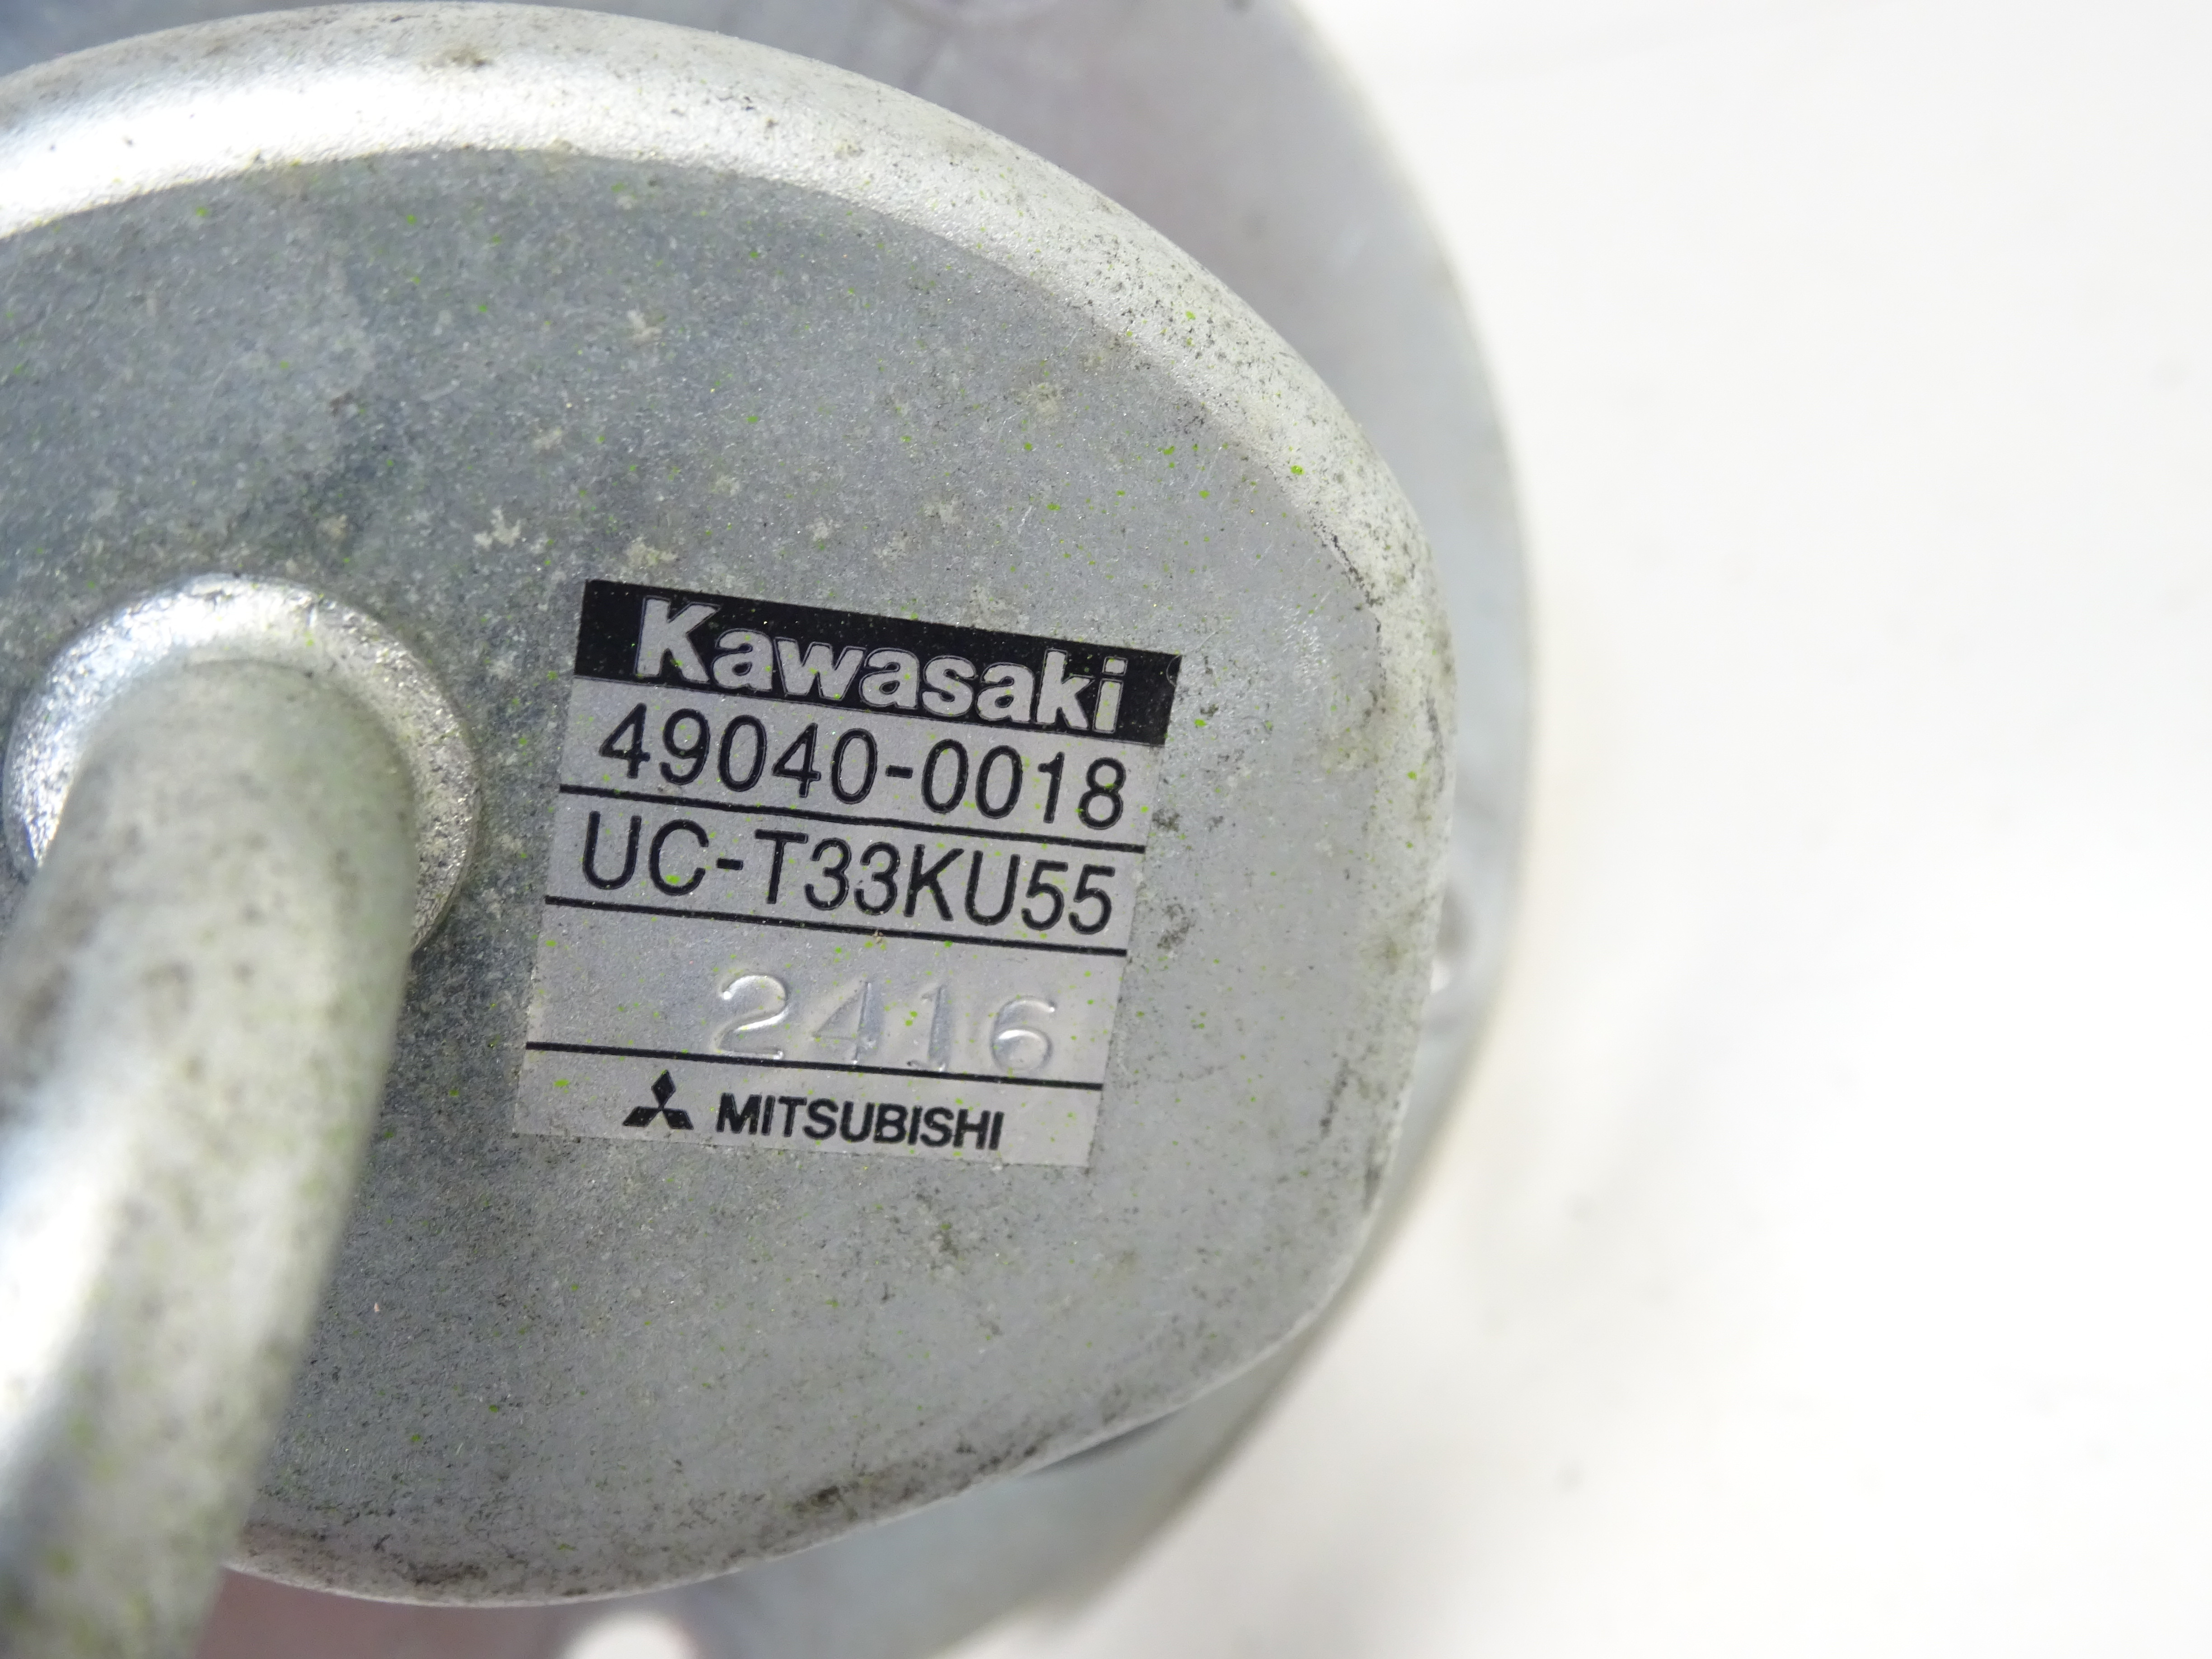 Kawasaki
49040-0018
UC-T33KU55
2416
MITSUBISHI